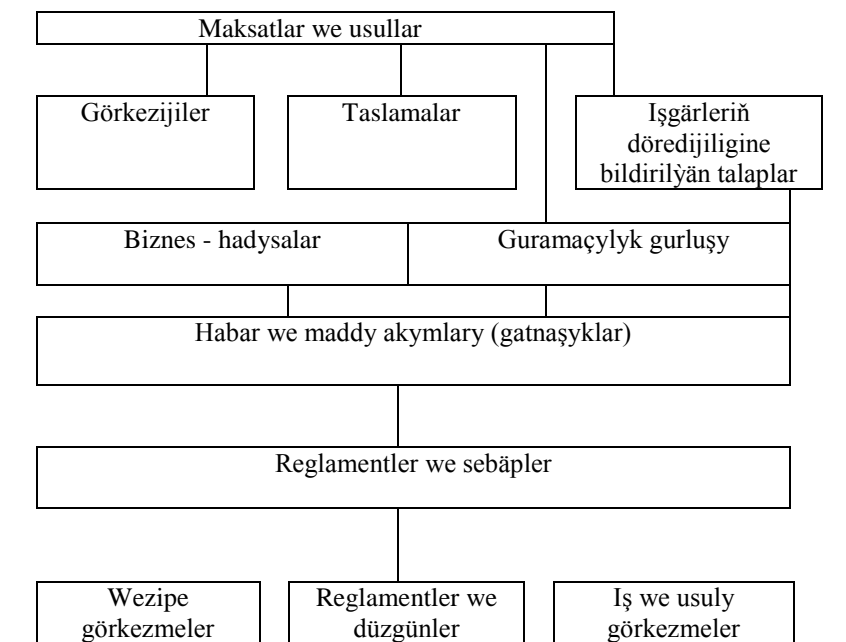 Maksatlar we usullar
Görkezijiler
Taslamalar
Işgärleriň
döredijiligine
bildirilỳän talaplar
Biznes - hadysalar
Guramaçylyk gurluşy
Habar we maddy akymlary (gatnaşyklar)
Reglamentler we sebäpler
Wezipe
görkezmeler
Reglamentler we
düzgünler
Iş we usuly
görkezmeler